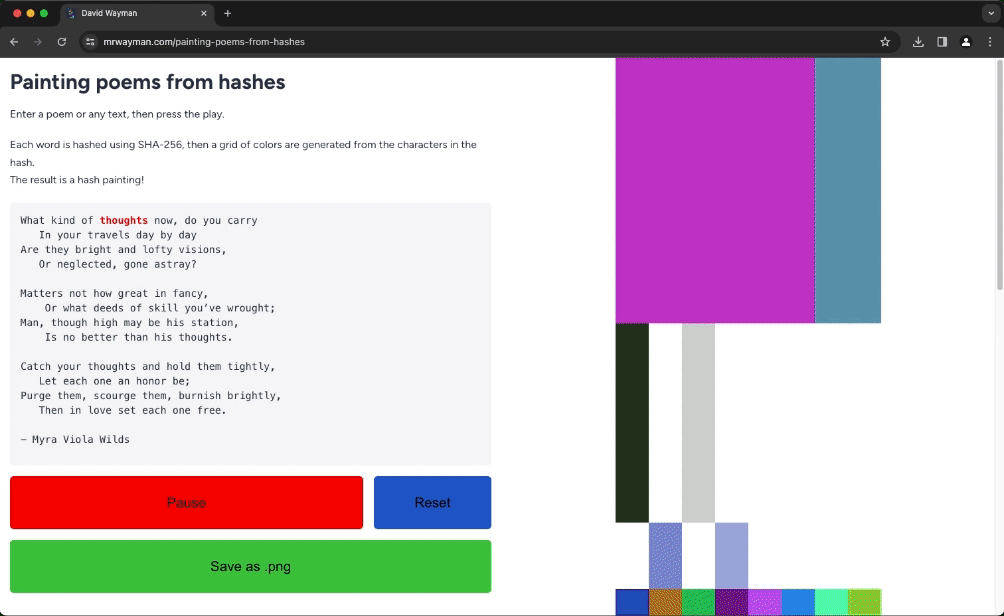 David Wayman
mrwayman.com/painting-poems-from-hashes
Painting poems from hashes
Enter a poem or any text, then press the play.
Each word is hashed using SHA-256, then a grid of colors are generated from the characters in the
hash.
The result is a hash painting!
What kind of thoughts now, do you carry
In your travels day by day
Are they bright and lofty visions,
Or neglected, gone astray?
Matters not how great in fancy,
Or what deeds of skill you’ve wrought;
Man, though high may be his station,
Is no better than his thoughts.
Catch your thoughts and hold them tightly,
Let each one an honor be;
Purge them, scourge them, burnish brightly,
Then in love set each one free.
— Myra Viola Wilds
Pause
Reset
Save as .png